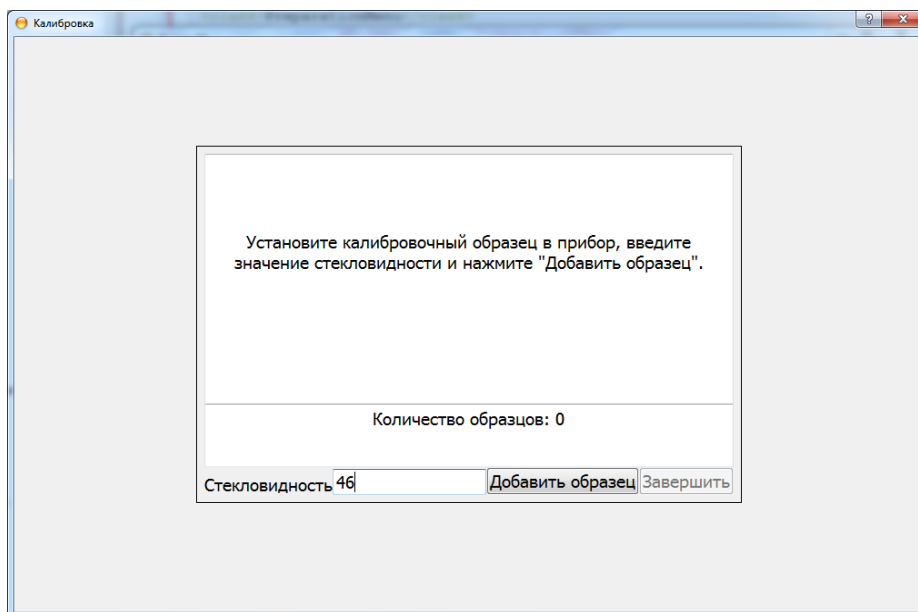 Калибровка
Установите калибровочный образец в прибор, введите
значение стекловидности и нажмите "Добавить образец".
Количество образцов: 0
Стекловидность 46 Добавить образец Завершить